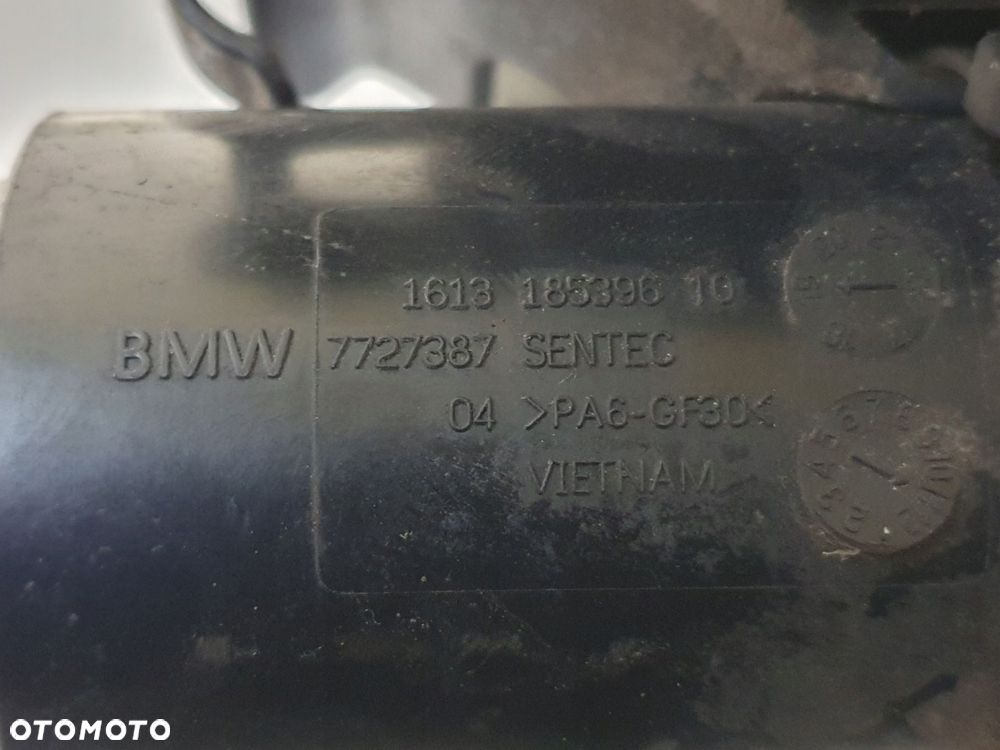 1613 185396 10
BMW 7727387 SENTEC
04 >PA6-GF30<
VIETNAM
OTOMOTO